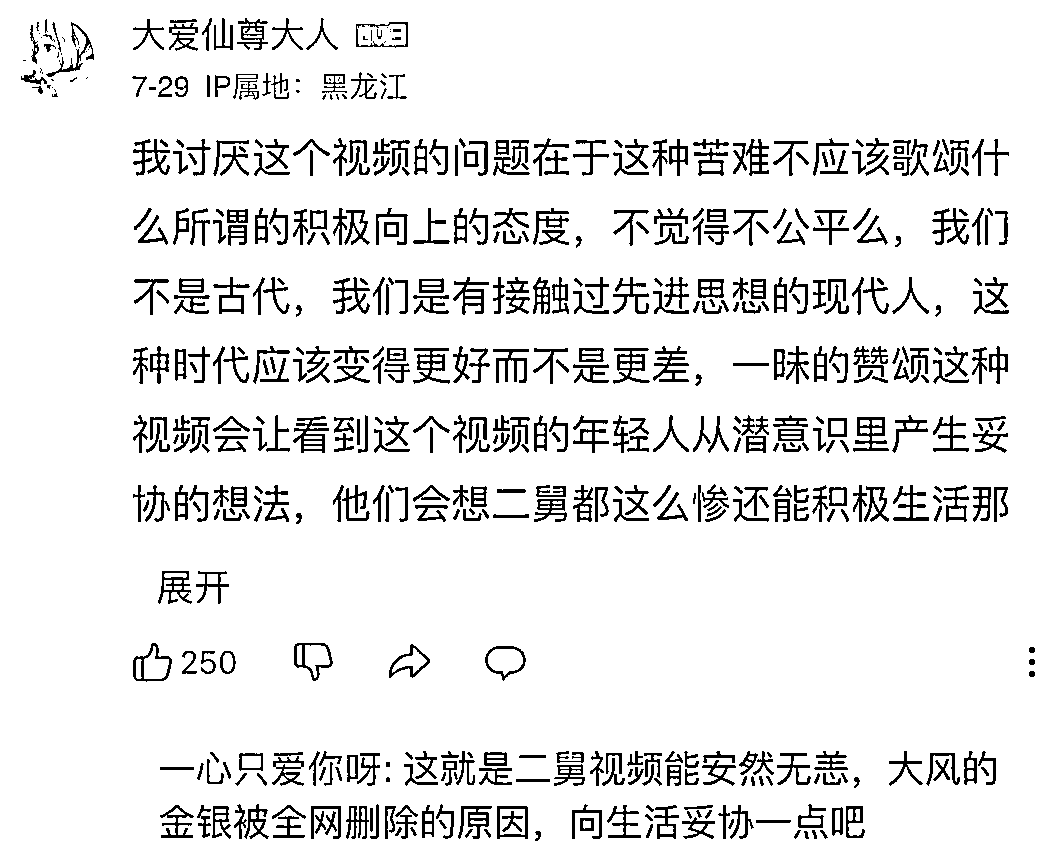 大爱仙尊大人
7-29 IP属地：黑龙江
我讨厌这个视频的问题在于这种苦难不应该歌颂什
么所谓的积极向上的态度，不觉得不公平么，我们
不是古代，我们是有接触过先进思想的现代人，这
种时代应该变得更好而不是更差，一昧的赞颂这种
视频会让看到这个视频的年轻人从潜意识里产生妥
协的想法，他们会想二舅都这么惨还能积极生活那
展开
250
一心只爱你呀: 这就是二舅视频能安然无恙，大风的
金银被全网删除的原因，向生活妥协一点吧